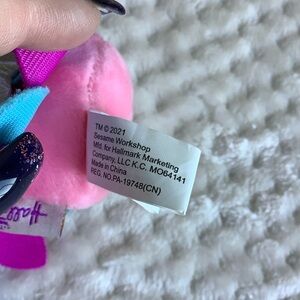 TM © 2021
Sesame Workshop
Mfd. for Hallmark Marketing
Company, LLC K.C. MO64141
Made in China
REG. NO.PA-19748(CN)